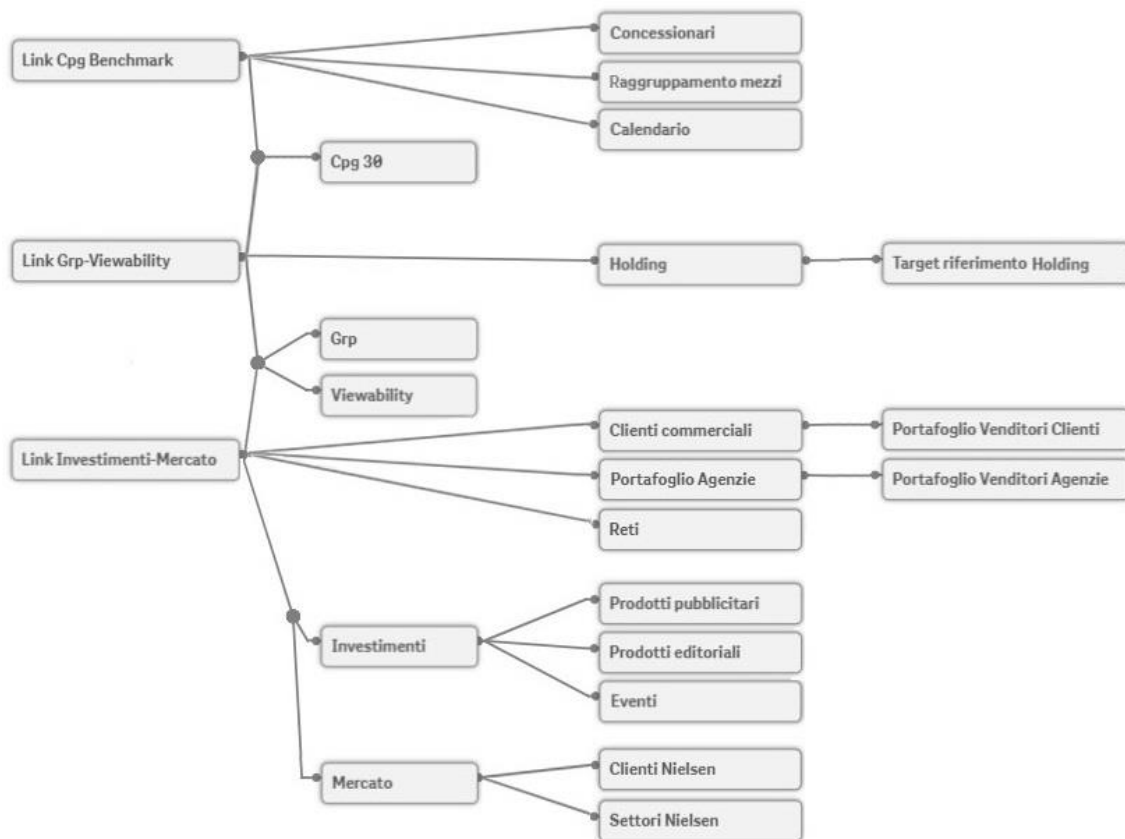 Concessionari
Link Cpg Benchmark
Raggruppamento mezzi
Calendario
Cpg 30
Link Grp-Viewability
Holding
Target riferimento Holding
Grp
Viewability
Clienti commerciali
Portafoglio Venditori Clienti
Link Investimenti-Mercato
Portafoglio Agenzie
Portafoglio Venditori Agenzie
Reti
Prodotti pubblicitari
Investimenti
Prodotti editoriali
Eventi
Clienti Nielsen
Mercato
Settori Nielsen